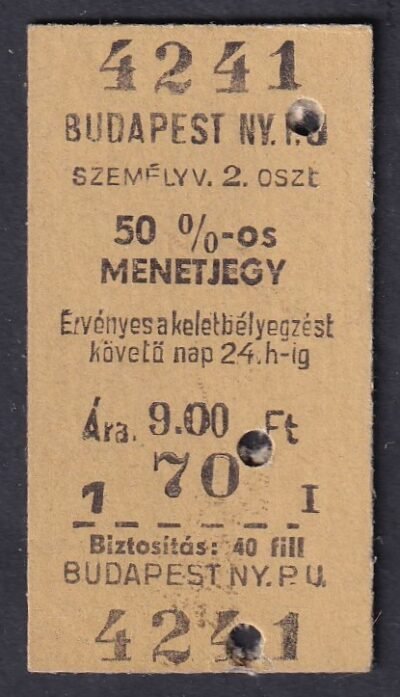 4241
BUDAPEST NY. P.U
SZEMÉLYV. 2. OSZt
50 %-os
MENETJEGY
Érvényes a keletbélyegzést
követő nap 24.h-ig
Ára. 9.00 Ft
70
1 I
Biztosítás: 40 fill
BUDAPEST NY. P.U.
4241